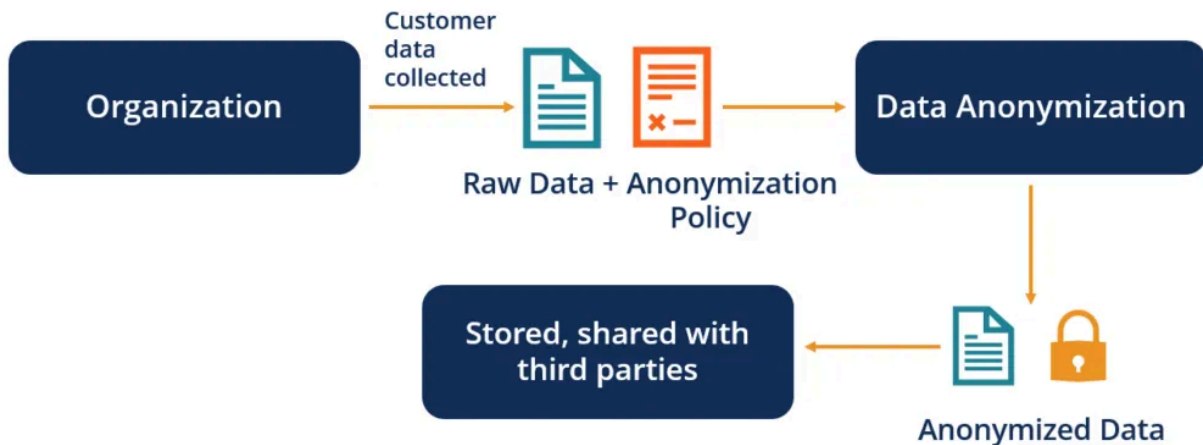 Customer
data
collected
Organization
Raw Data + Anonymization
Policy
Data Anonymization
Anonymized Data
Stored, shared with
third parties